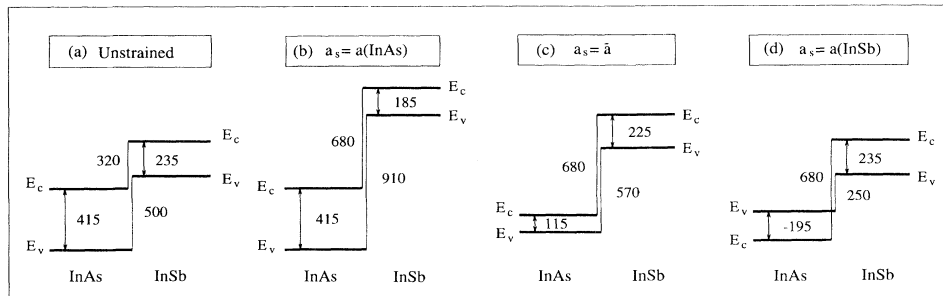 (a) Unstrained
(b) a_s = a(InAs)
(c) a_s = ā
(d) a_s = a(InSb)
E_c
320
235
E_c
E_v
415
500
E_v
InAs
InSb
E_c
185
E_v
680
910
E_c
415
E_v
InAs
InSb
E_c
225
E_v
680
570
E_c
115
E_v
InAs
InSb
E_c
235
E_v
680
250
E_v
-195
E_c
InAs
InSb